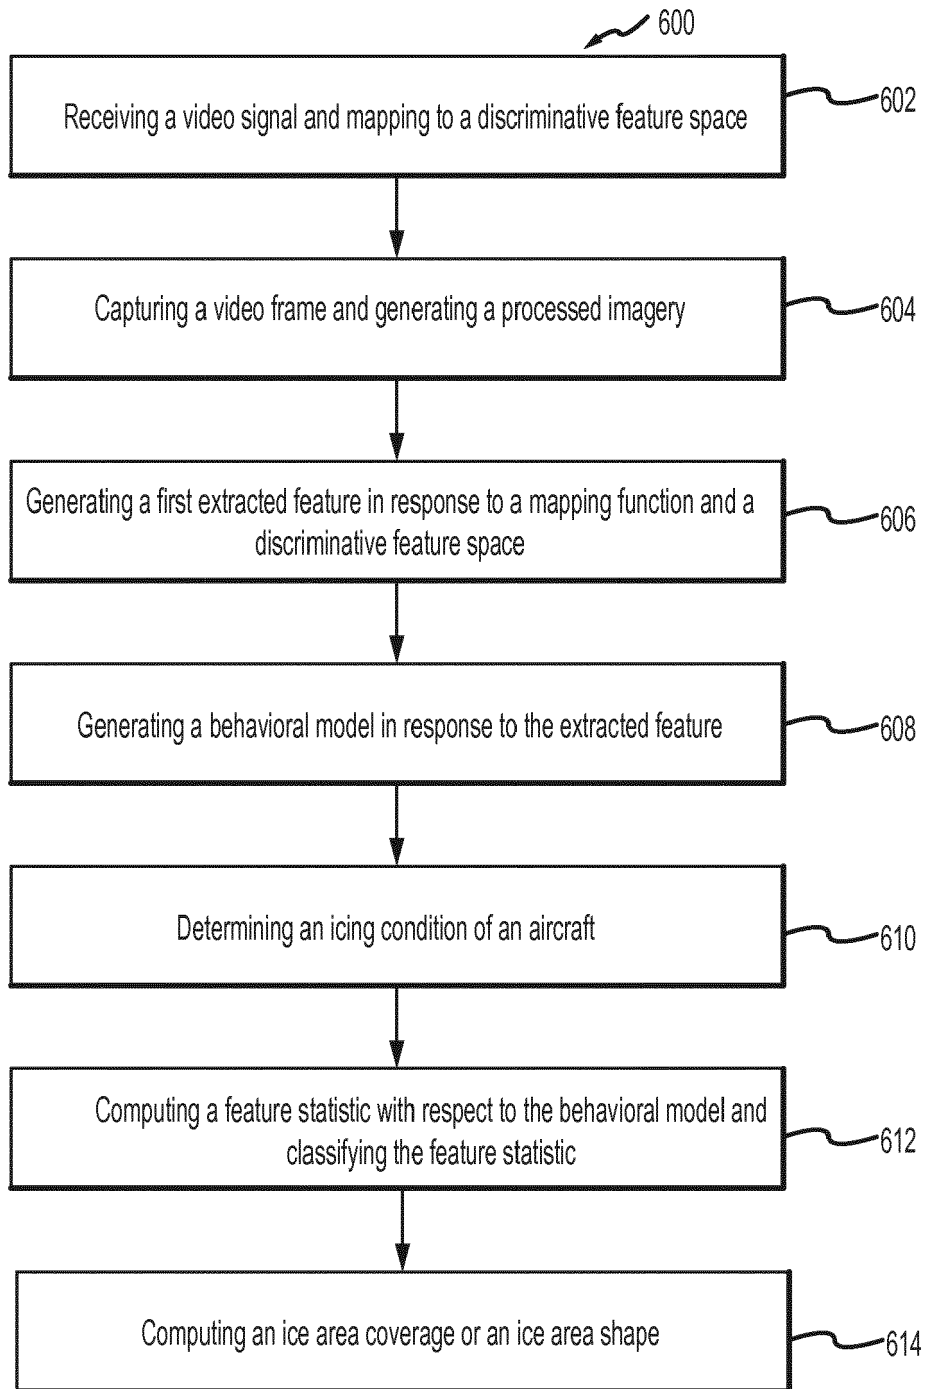 600
Receiving a video signal and mapping to a discriminative feature space
602
Capturing a video frame and generating a processed imagery
604
Generating a first extracted feature in response to a mapping function and a
discriminative feature space
606
Generating a behavioral model in response to the extracted feature
608
Determining an icing condition of an aircraft
610
Computing a feature statistic with respect to the behavioral model and
classifying the feature statistic
612
Computing an ice area coverage or an ice area shape
614